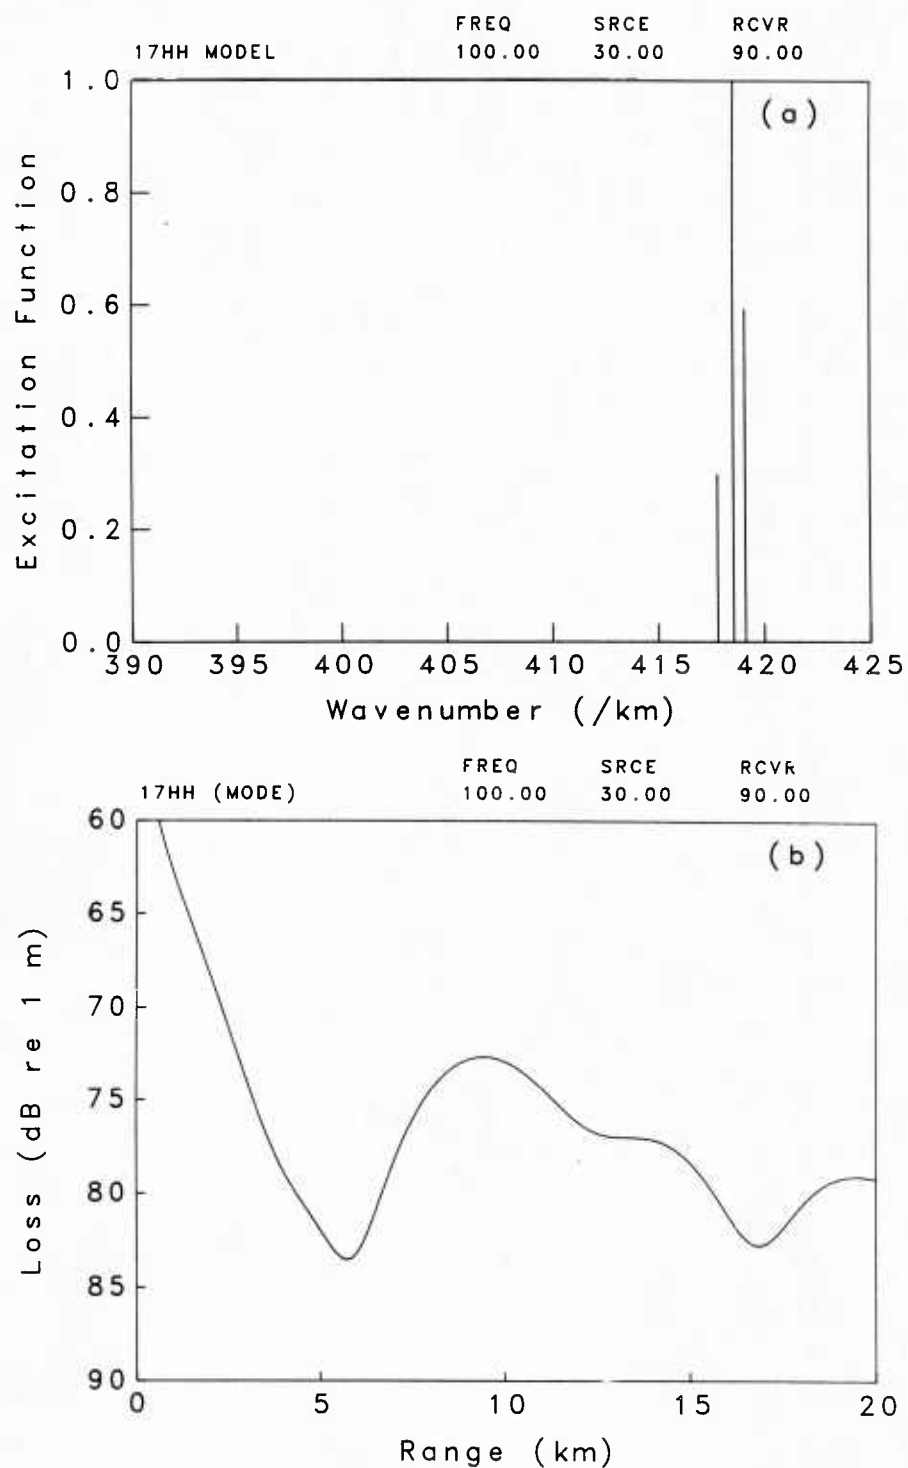 FREQ SRCE RCVR
17HH MODEL 100.00 30.00 90.00
(a)
1.0
0.8
0.6
0.4
0.2
0.0
Excitation Function
390 395 400 405 410 415 420 425
Wavenumber (/km)
FREQ SRCE RCVR
17HH (MODE) 100.00 30.00 90.00
(b)
60
65
70
75
80
85
90
Loss (dB re 1 m)
0 5 10 15 20
Range (km)